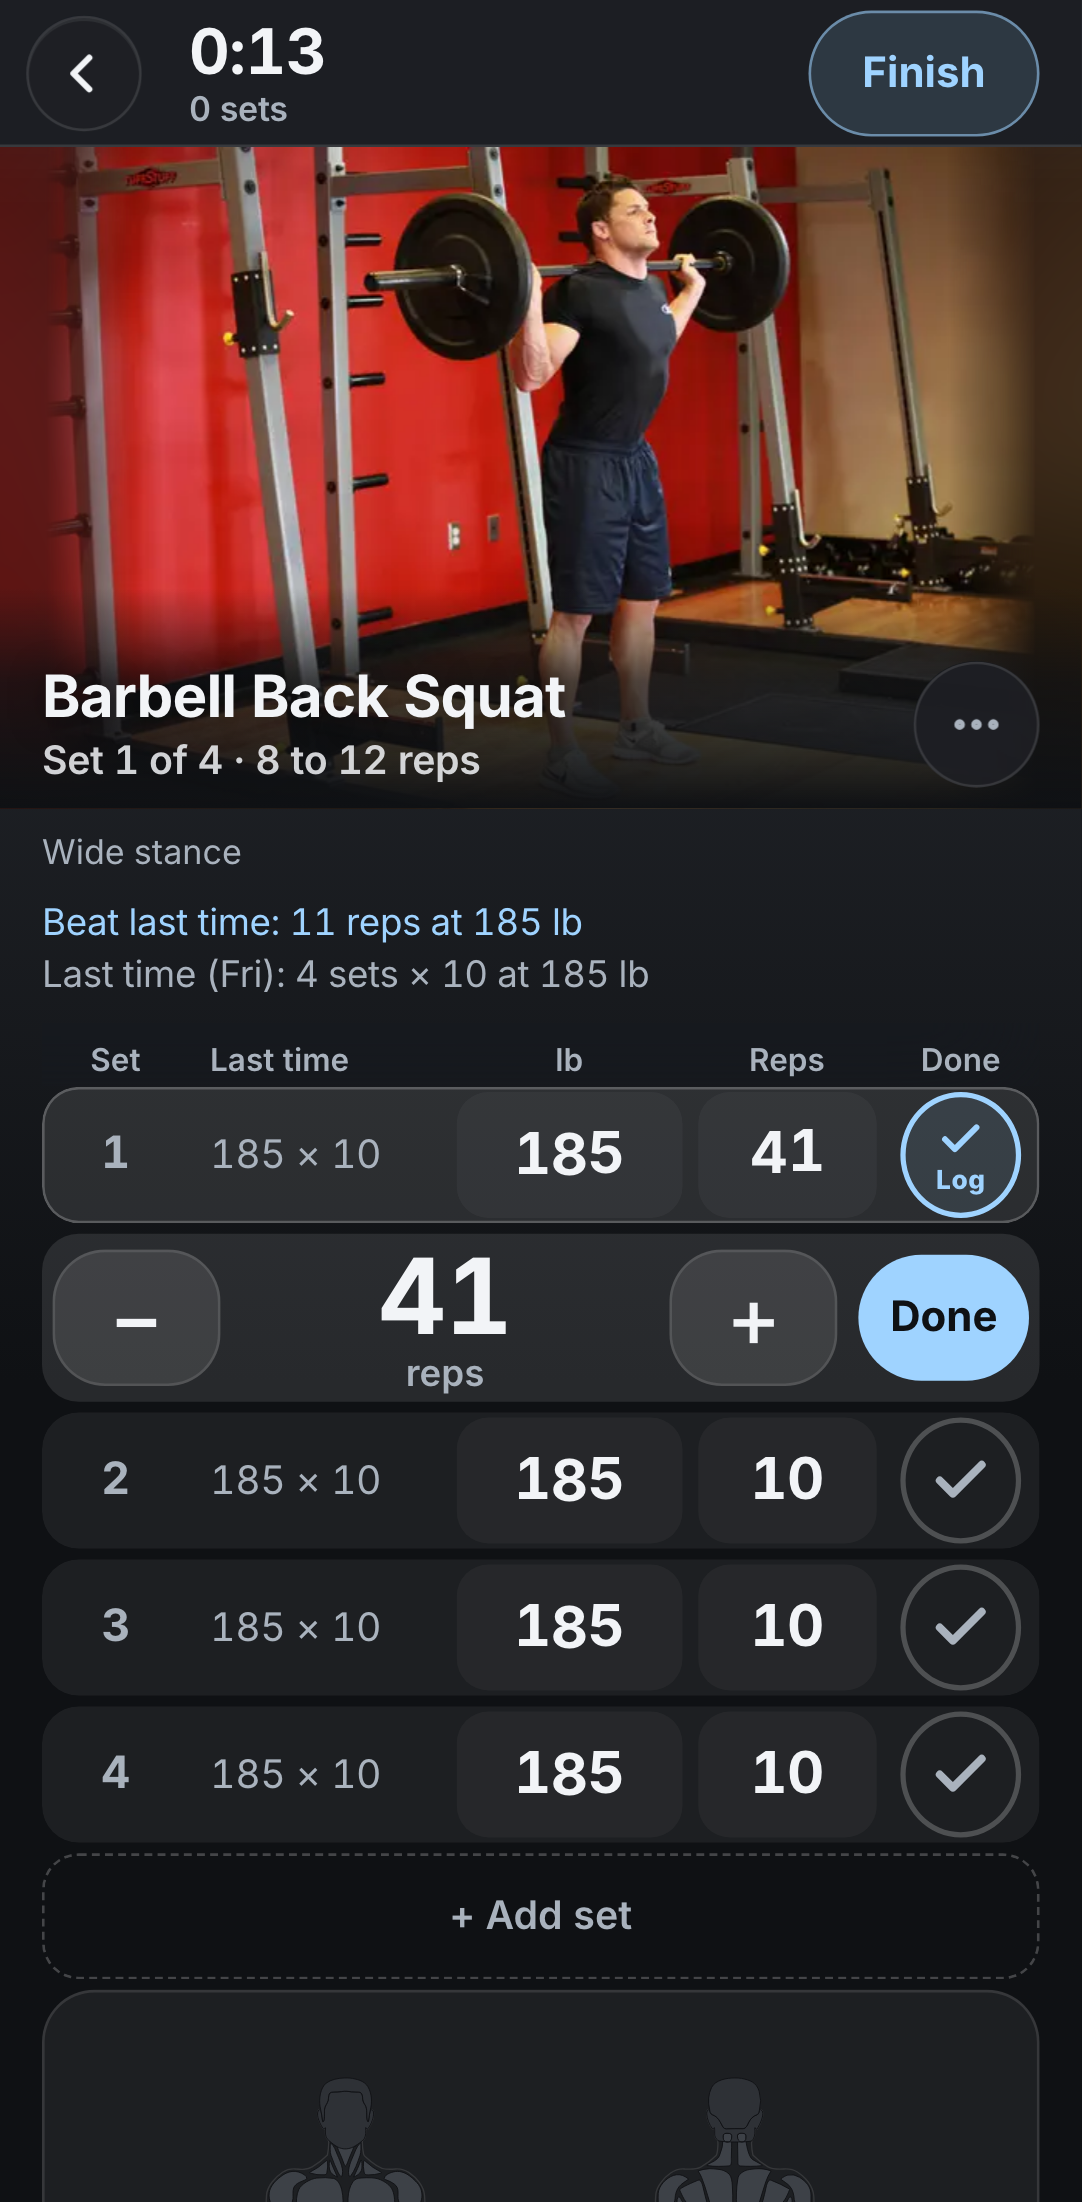 0:13
0 sets
Finish
Barbell Back Squat
Set 1 of 4 · 8 to 12 reps
Wide stance
Beat last time: 11 reps at 185 lb
Last time (Fri): 4 sets × 10 at 185 lb
Set Last time lb Reps Done
1 185 × 10 185 41 Log
− 41 + Done
reps
2 185 × 10 185 10
3 185 × 10 185 10
4 185 × 10 185 10
+ Add set